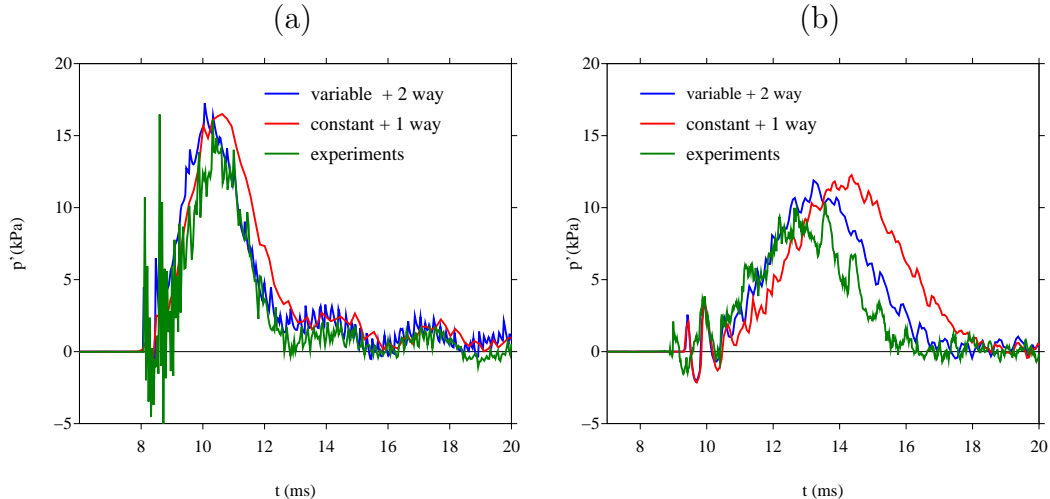 (a)
20
15
10
5
0
−5
p'(kPa)
variable + 2 way
constant + 1 way
experiments
8 10 12 14 16 18 20
t (ms)
(b)
20
15
10
5
0
−5
p'(kPa)
variable + 2 way
constant + 1 way
experiments
8 10 12 14 16 18 20
t (ms)